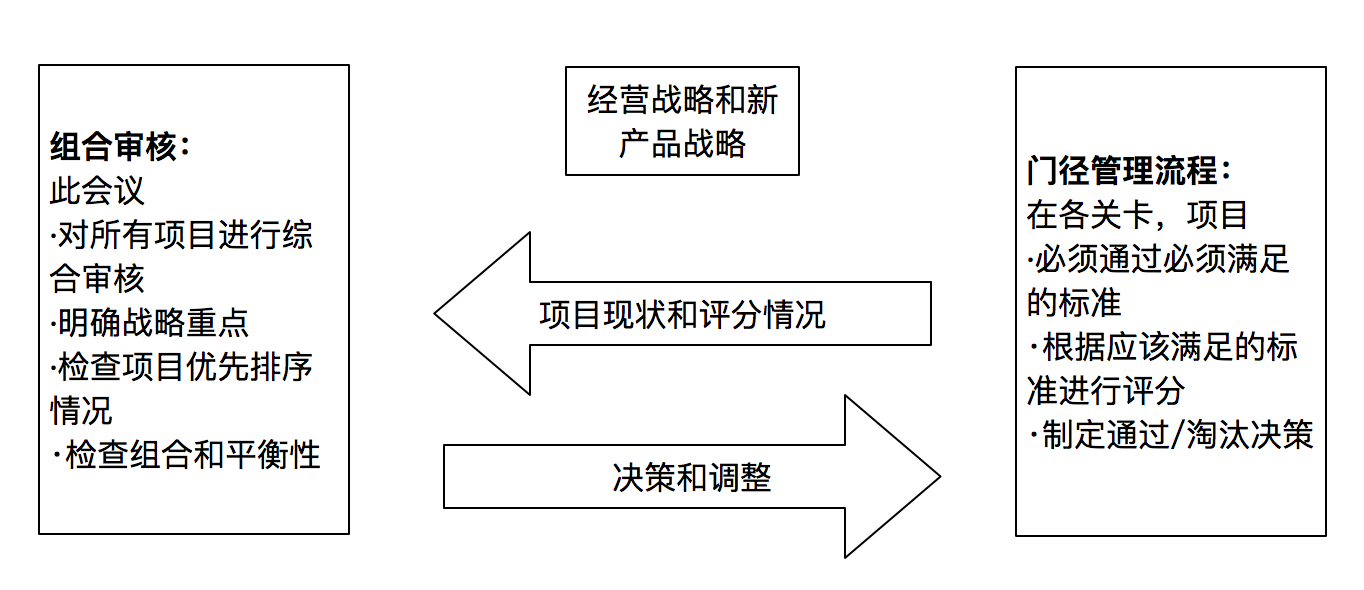 组合审核：
此会议
·对所有项目进行综
合审核
·明确战略重点
·检查项目优先排序
情况
·检查组合和平衡性
经营战略和新
产品战略
项目现状和评分情况
决策和调整
门径管理流程：
在各关卡，项目
·必须通过必须满足
的标准
·根据应该满足的标
准进行评分
·制定通过/淘汰决策